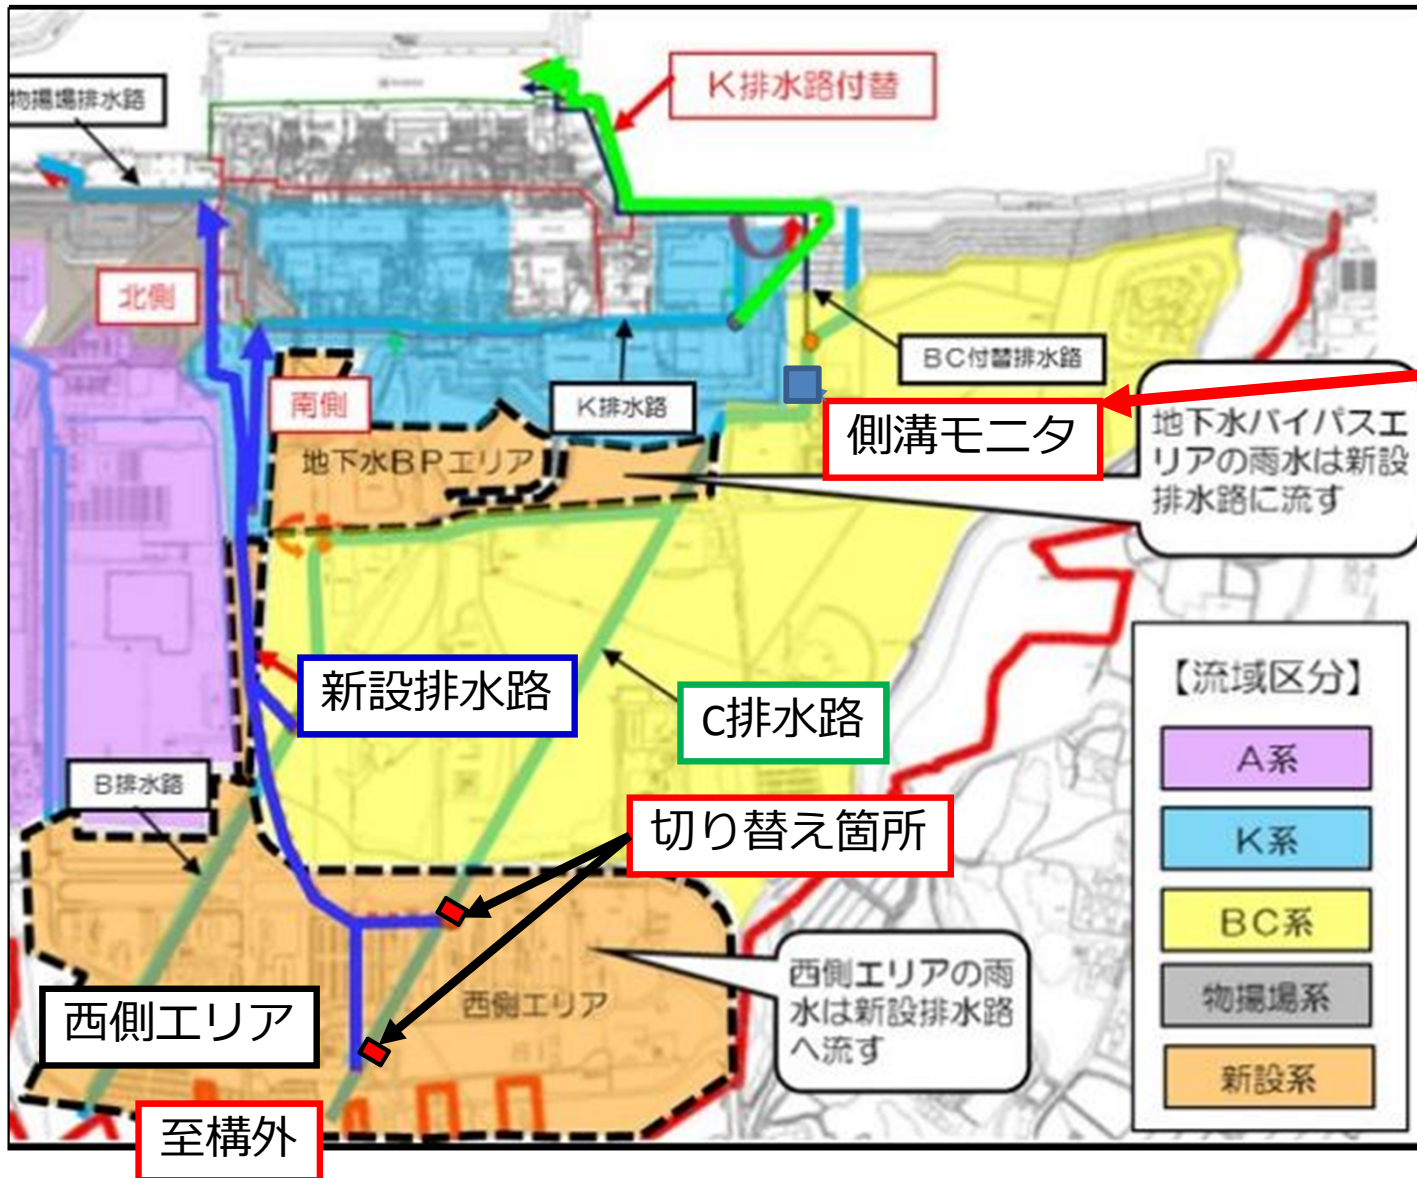 K排水路付替
物揚場排水路
北側
BC付替排水路
南側
K排水路
側溝モニタ
地下水バイパスエ
リアの雨水は新設
排水路に流す
地下水BPエリア
新設排水路
C排水路
【流域区分】
A系
K系
BC系
物揚場系
新設系
B排水路
切り替え箇所
西側エリアの雨
水は新設排水路
へ流す
西側エリア
西側エリア
至構外